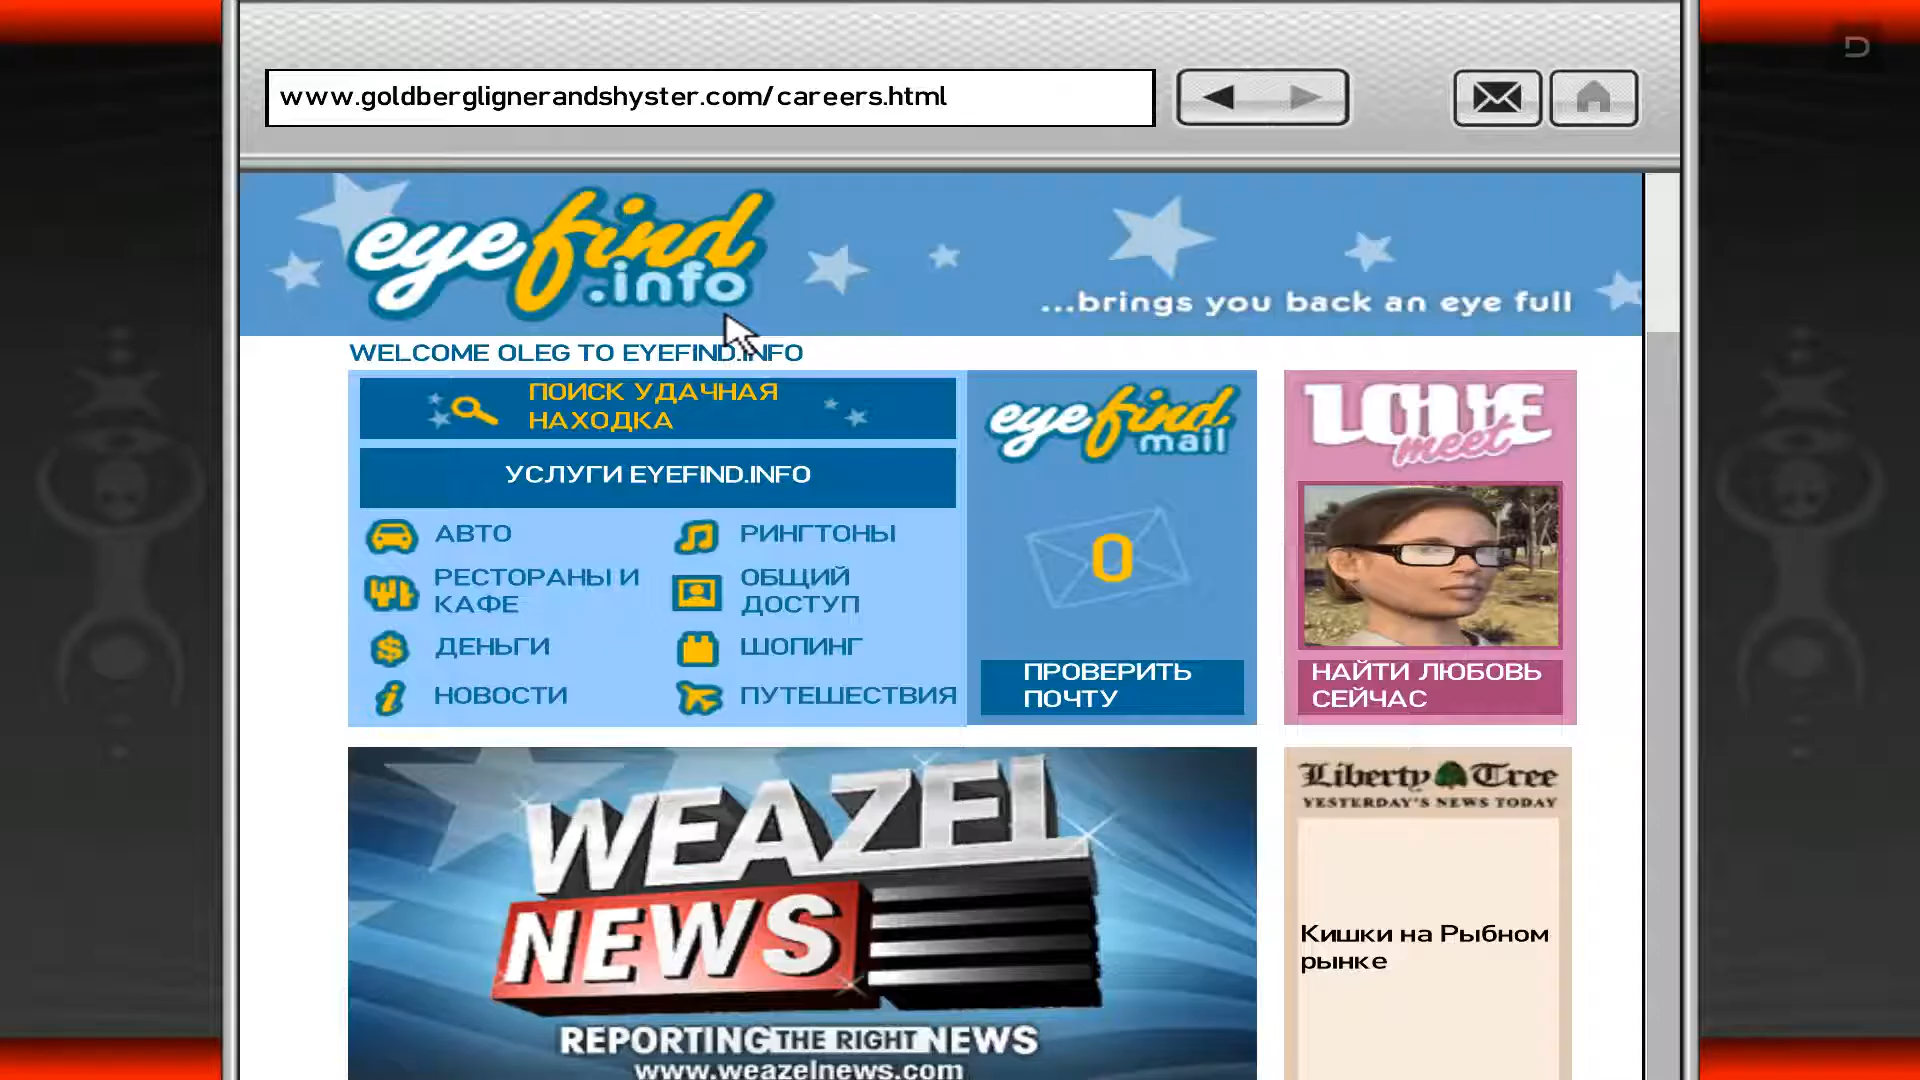 www.goldberglignerandshyster.com/careers.html
eyefind
.info
...brings you back an eye full
WELCOME OLEG TO EYEFIND.INFO
ПОИСК УДАЧНАЯ
НАХОДКА
УСЛУГИ EYEFIND.INFO
АВТО
РИНГТОНЫ
РЕСТОРАНЫ И
КАФЕ
ОБЩИЙ
ДОСТУП
ДЕНЬГИ
ШОПИНГ
НОВОСТИ
ПУТЕШЕСТВИЯ
eyefind
mail
0
ПРОВЕРИТЬ
ПОЧТУ
LOVE
meet
НАЙТИ ЛЮБОВЬ
СЕЙЧАС
WEAZEL
NEWS
REPORTING THE RIGHT NEWS
www.weazelnews.com
Liberty Tree
YESTERDAY'S NEWS TODAY
Кишки на Рыбном
рынке